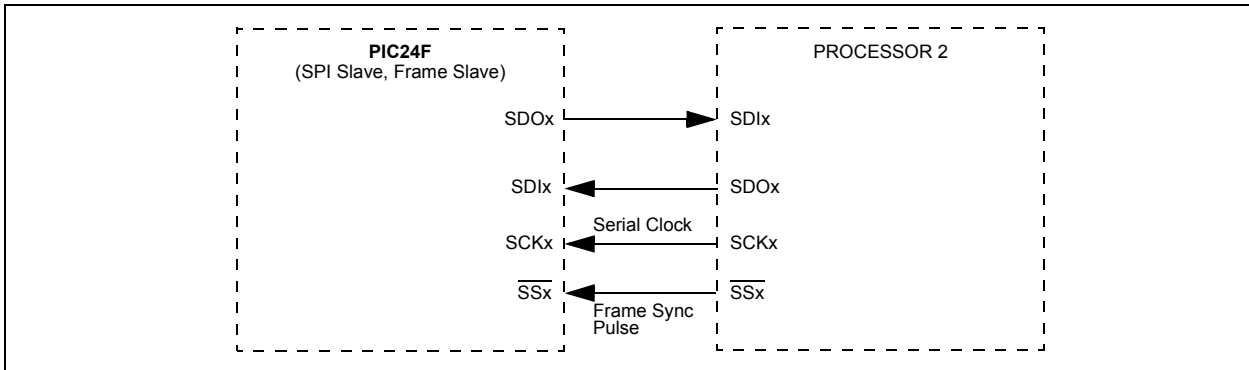 PIC24F
(SPI Slave, Frame Slave)
PROCESSOR 2
SDOx
SDIx
SDIx
SDOx
Serial Clock
SCKx
SCKx
SSx
SSx
Frame Sync
Pulse